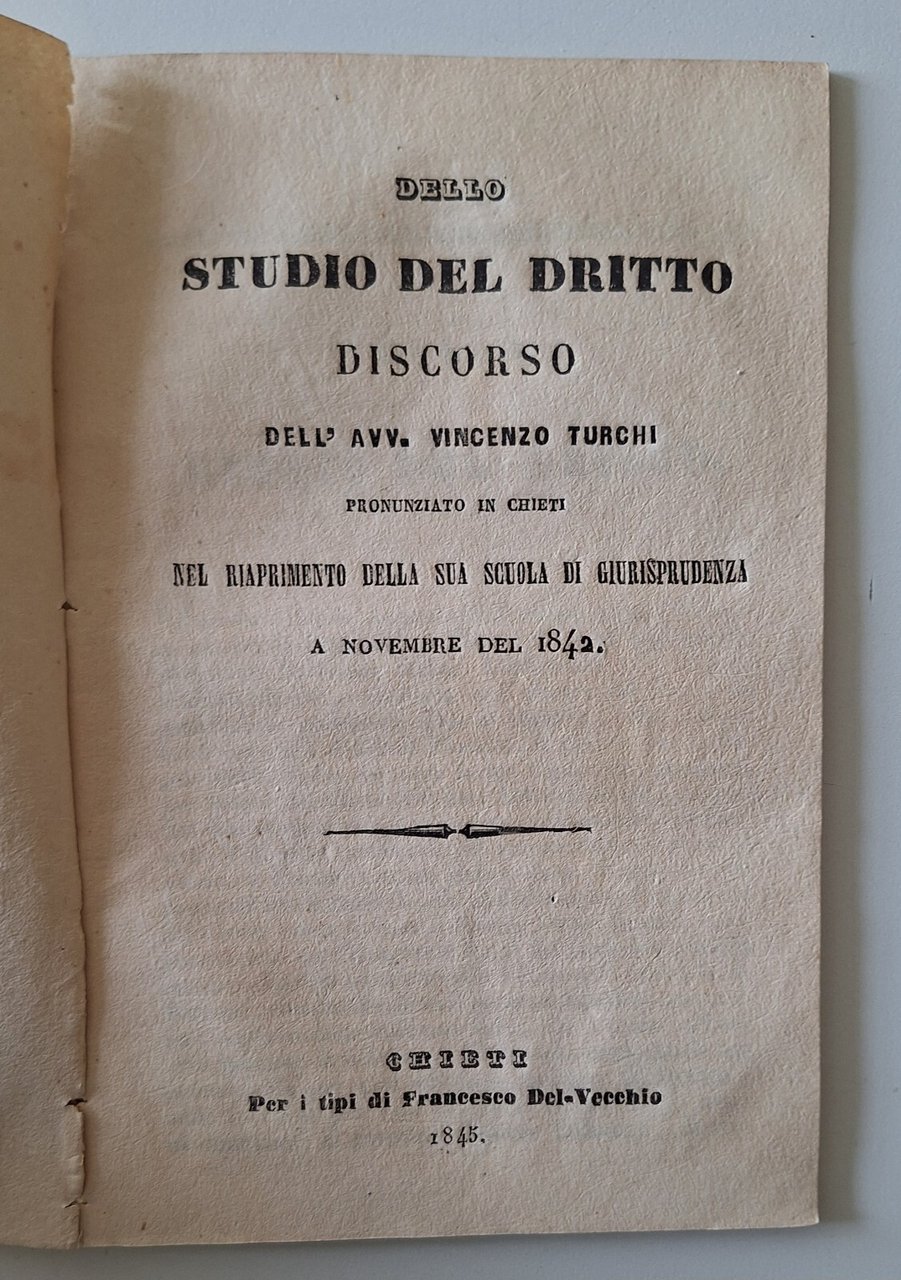 DELLO
STUDIO DEL DRITTO
DISCORSO
DELL' AVV. VINCENZO TURCHI
PRONUNZIATO IN CHIETI
NEL RIAPRIMENTO DELLA SUA SCUOLA DI GIURISPRUDENZA
A NOVEMBRE DEL 1842.
CHIETI
Per i tipi di Francesco Del-Vecchio
1845.